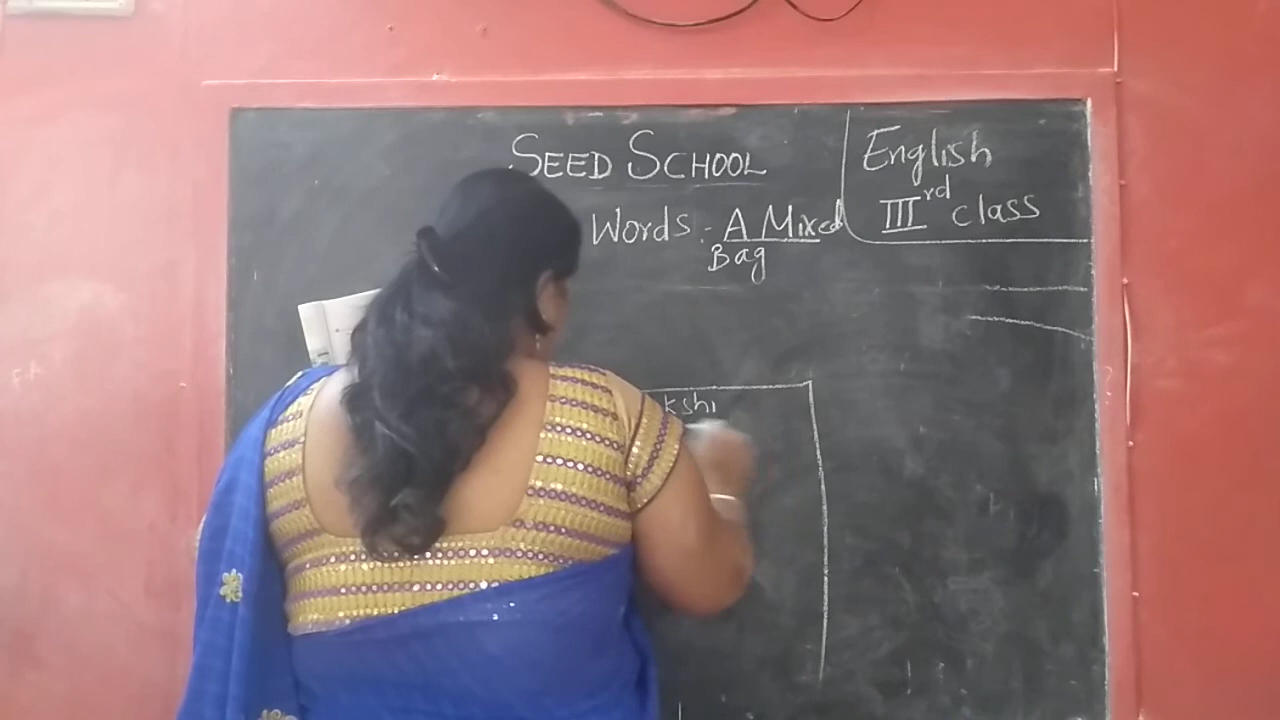 SEED SCHOOL
English
IIIrd class
Words :- A Mixed
Bag
kshi